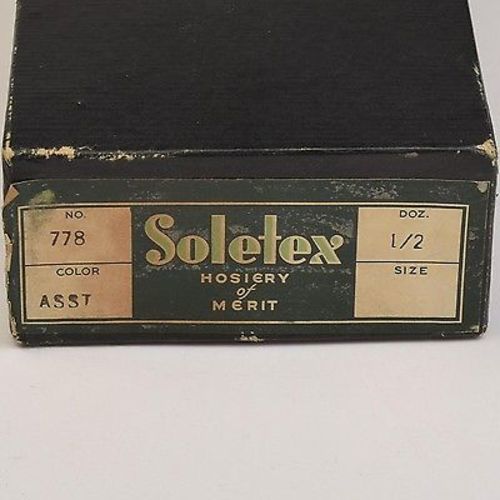 NO.
778
COLOR
ASST
Soletex
HOSIERY
of
MERIT
DOZ.
1/2
SIZE